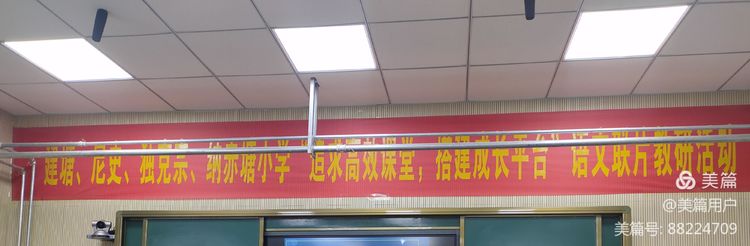 建塘、尼史、独克宗、纳赤塘小学“追求高效课堂，搭建成长平台”语文联片教研活动
美篇
@美篇用户
美篇号: 88224709